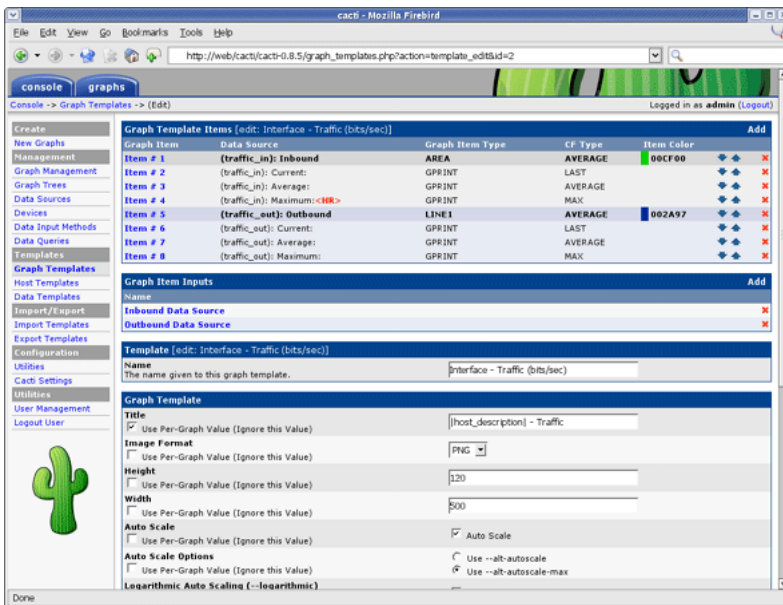 cacti - Mozilla Firebird
File Edit View Go Bookmarks Tools Help
http://web/cacti/cacti-0.8.5/graph_templates.php?action=template_edit&id=2
console graphs
Console -> Graph Templates -> (Edit) Logged in as admin (Logout)
Create
New Graphs
Management
Graph Management
Graph Trees
Data Sources
Devices
Data Input Methods
Data Queries
Templates
Graph Templates
Host Templates
Data Templates
Import/Export
Import Templates
Export Templates
Configuration
Utilities
Cacti Settings
Utilities
User Management
Logout User
Graph Template Items [edit: Interface - Traffic (bits/sec)] Add
Graph Item Data Source Graph Item Type CF Type Item Color
Item # 1 (traffic_in): Inbound AREA AVERAGE 00CF00
Item # 2 (traffic_in): Current: GPRINT LAST
Item # 3 (traffic_in): Average: GPRINT AVERAGE
Item # 4 (traffic_in): Maximum:<HR> GPRINT MAX
Item # 5 (traffic_out): Outbound LINE1 AVERAGE 002A97
Item # 6 (traffic_out): Current: GPRINT LAST
Item # 7 (traffic_out): Average: GPRINT AVERAGE
Item # 8 (traffic_out): Maximum: GPRINT MAX
Graph Item Inputs Add
Name
Inbound Data Source
Outbound Data Source
Template [edit: Interface - Traffic (bits/sec)]
Name
The name given to this graph template.
Interface - Traffic (bits/sec)
Graph Template
Title
Use Per-Graph Value (Ignore this Value)
|host_description| - Traffic
Image Format
Use Per-Graph Value (Ignore this Value)
PNG
Height
Use Per-Graph Value (Ignore this Value)
120
Width
Use Per-Graph Value (Ignore this Value)
500
Auto Scale
Use Per-Graph Value (Ignore this Value)
Auto Scale
Auto Scale Options
Use Per-Graph Value (Ignore this Value)
Use --alt-autoscale
Use --alt-autoscale-max
Logarithmic Auto Scaling (--logarithmic)
Done